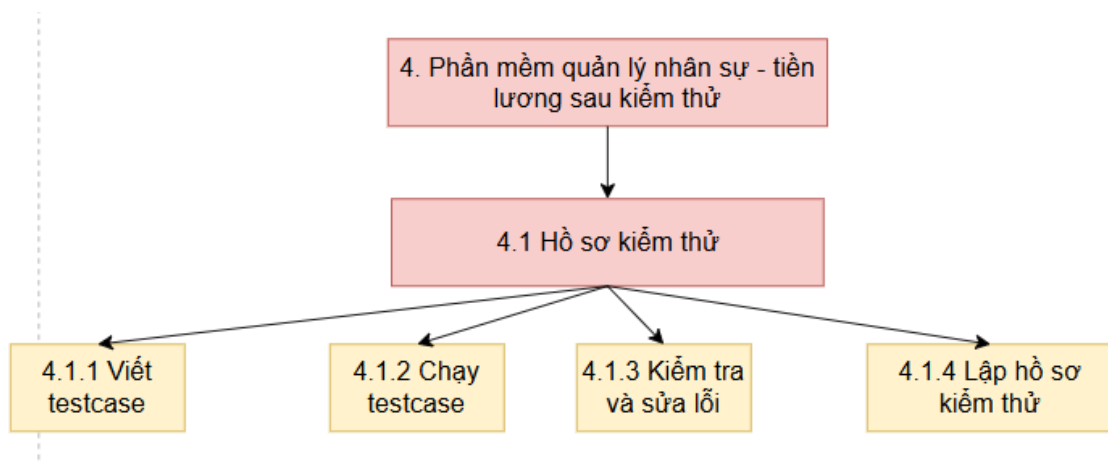 4. Phần mềm quản lý nhân sự - tiền
lương sau kiểm thử
4.1 Hồ sơ kiểm thử
4.1.1 Viết
testcase
4.1.2 Chạy
testcase
4.1.3 Kiểm tra
và sửa lỗi
4.1.4 Lập hồ sơ
kiểm thử